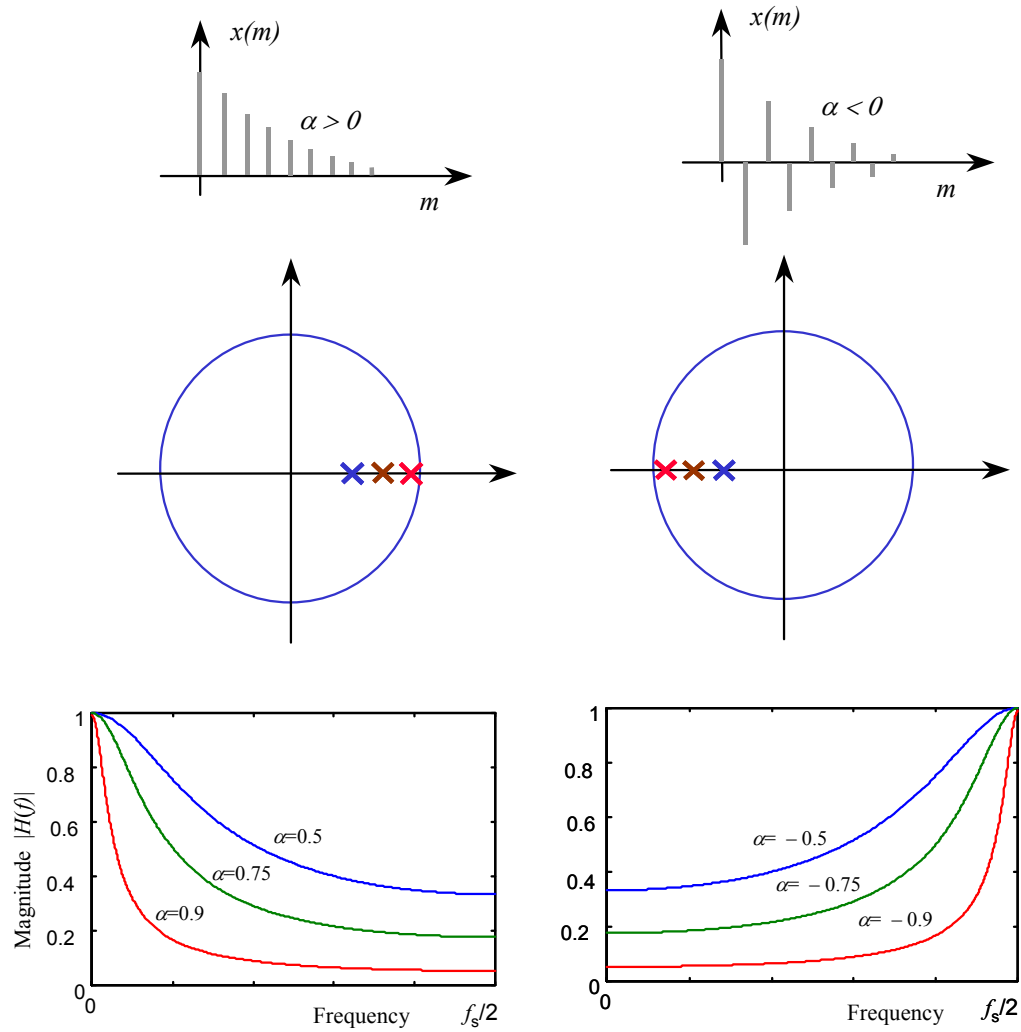 x(m)
α > 0
m
x(m)
α < 0
m
1
0.8
0.6
0.4
0.2
0
Magnitude |H(f)|
α=0.5
α=0.75
α=0.9
0
Frequency
fs/2
1
0.8
0.6
0.4
0.2
0
α= – 0.5
α= – 0.75
α= – 0.9
0
Frequency
fs/2